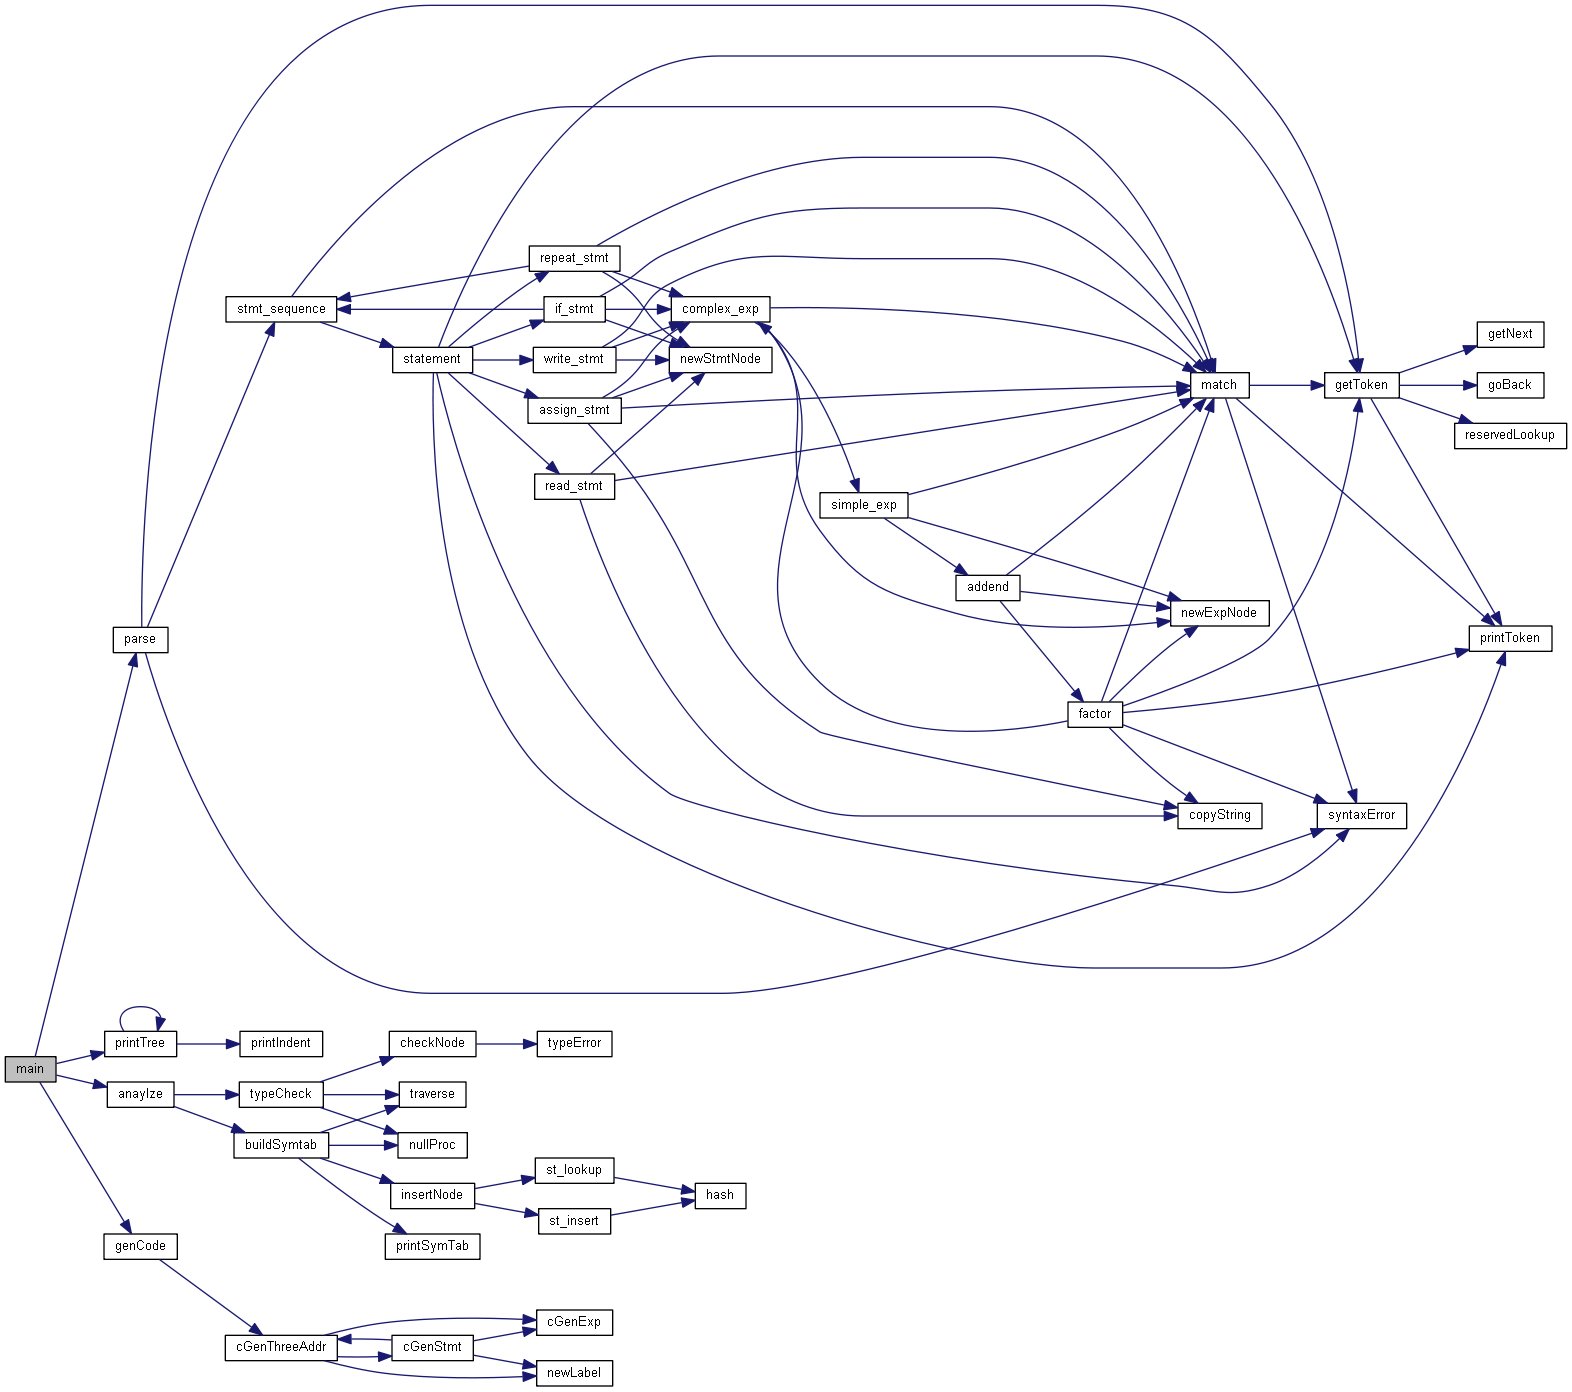 getNext
repeat_stmt
stmt_sequence
if_stmt
complex_exp
statement
write_stmt
newStmtNode
match
getToken
goBack
assign_stmt
reservedLookup
read_stmt
simple_exp
addend
newExpNode
parse
printToken
factor
copyString
syntaxError
printTree
printIndent
checkNode
typeError
main
anaylze
typeCheck
traverse
buildSymtab
nullProc
st_lookup
insertNode
hash
st_insert
genCode
printSymTab
cGenExp
cGenThreeAddr
cGenStmt
newLabel